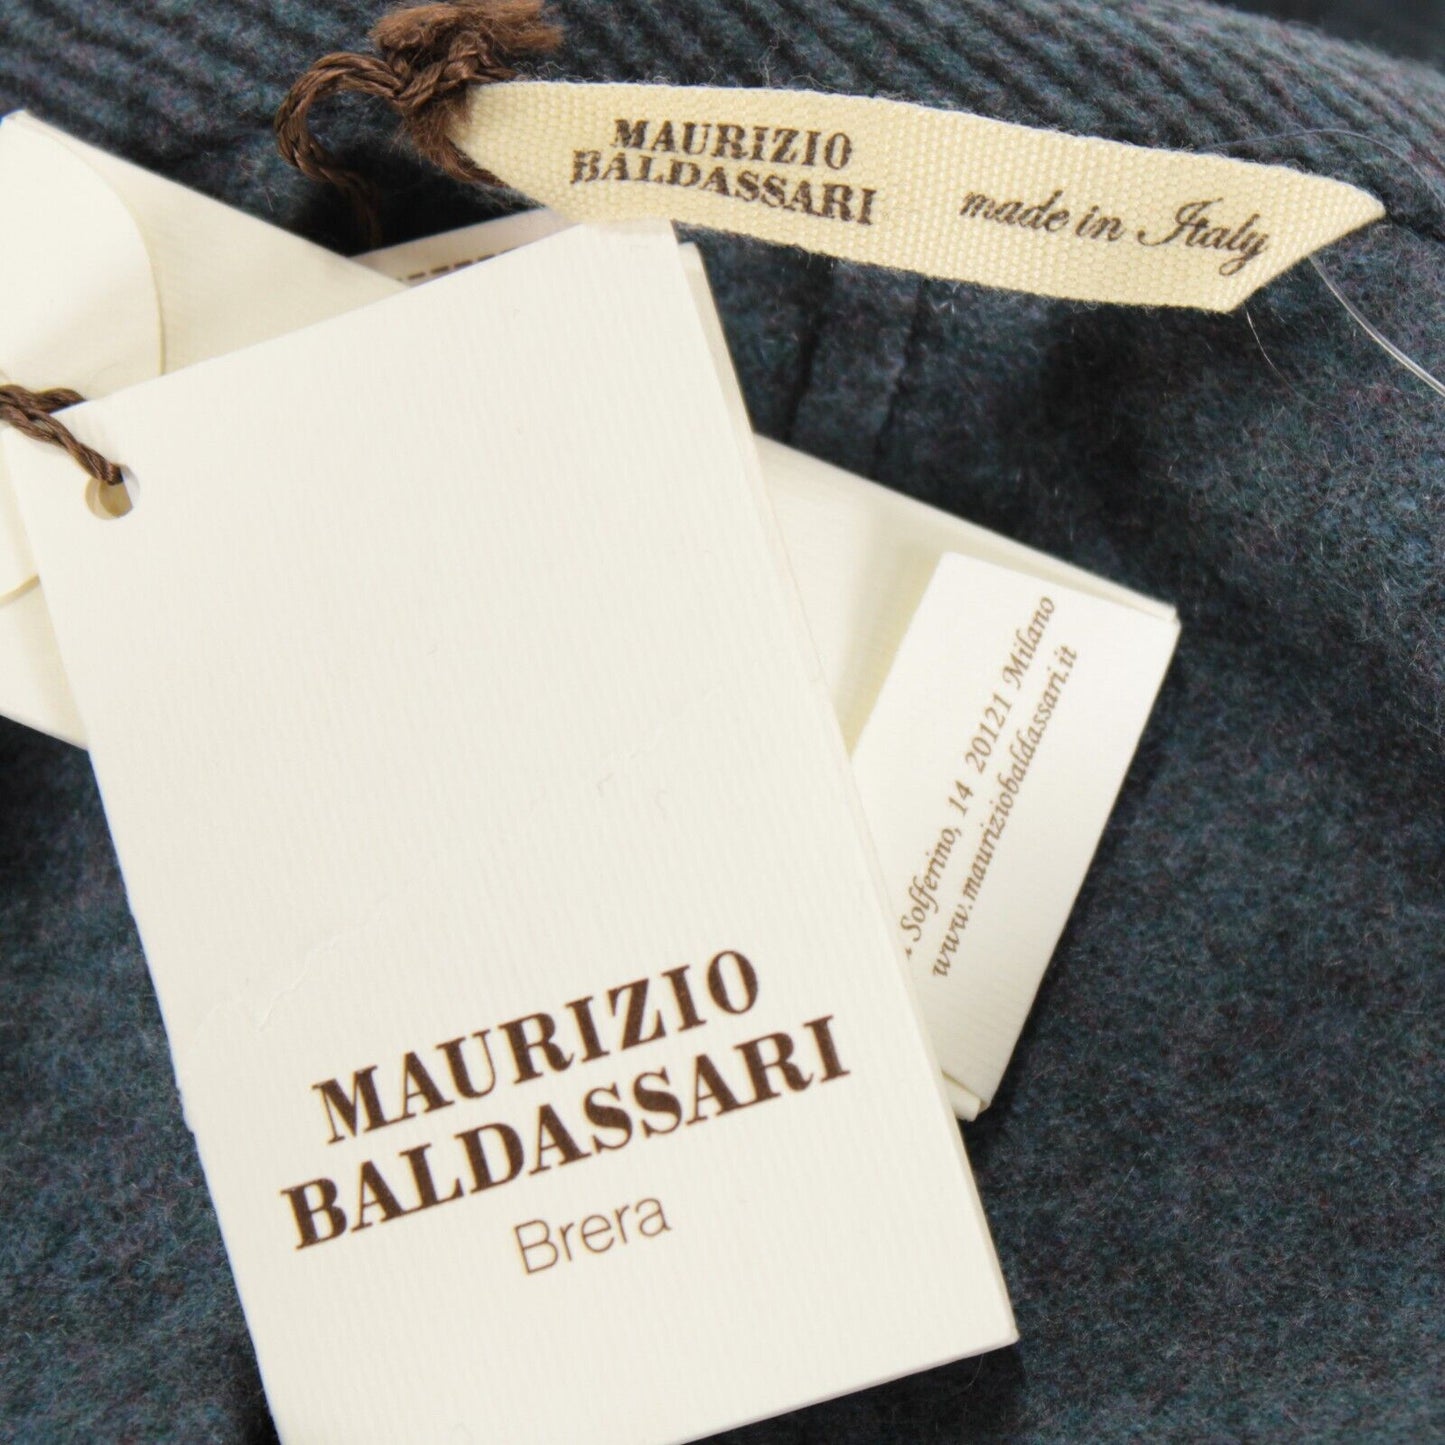 MAURIZIO
BALDASSARI
made in Italy
Solferino, 14 20121 Milano
www.mauriziobaldassari.it
MAURIZIO
BALDASSARI
Brera